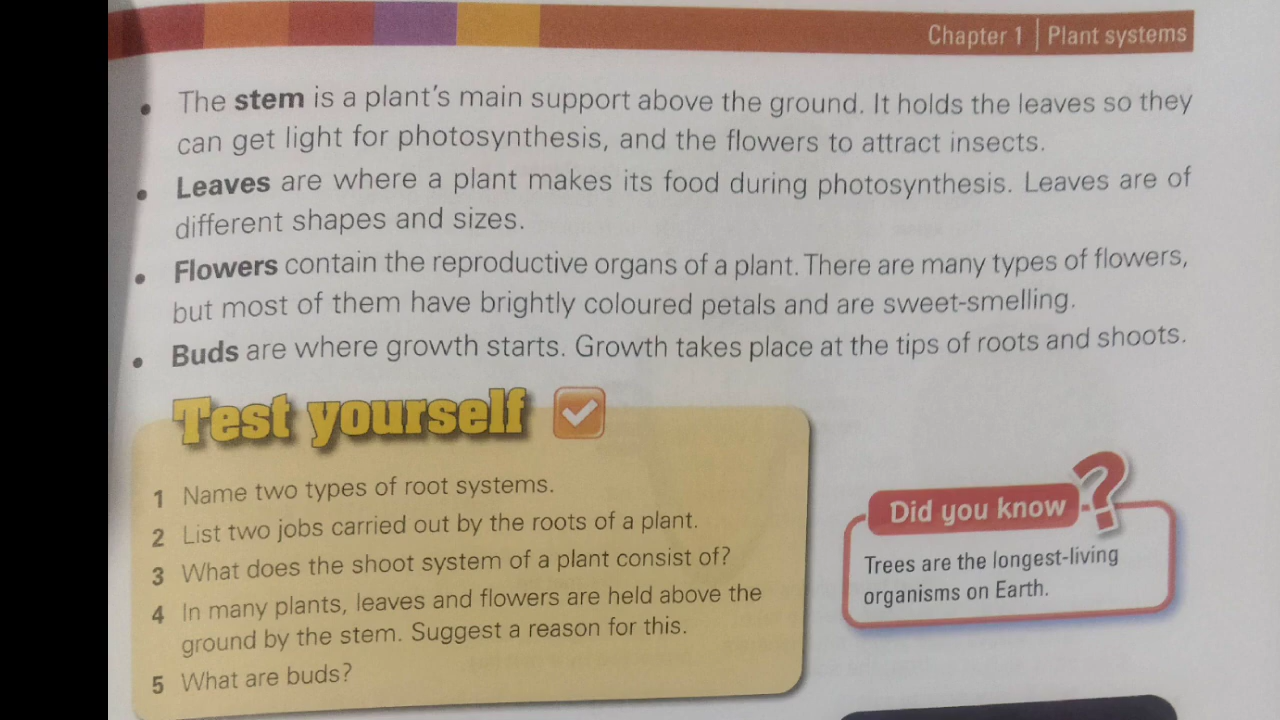 Chapter 1 | Plant systems
• The stem is a plant's main support above the ground. It holds the leaves so they
can get light for photosynthesis, and the flowers to attract insects.
• Leaves are where a plant makes its food during photosynthesis. Leaves are of
different shapes and sizes.
• Flowers contain the reproductive organs of a plant. There are many types of flowers,
but most of them have brightly coloured petals and are sweet-smelling.
• Buds are where growth starts. Growth takes place at the tips of roots and shoots.
Test yourself
1 Name two types of root systems.
2 List two jobs carried out by the roots of a plant.
3 What does the shoot system of a plant consist of?
4 In many plants, leaves and flowers are held above the
ground by the stem. Suggest a reason for this.
5 What are buds?
Did you know ?
Trees are the longest-living
organisms on Earth.